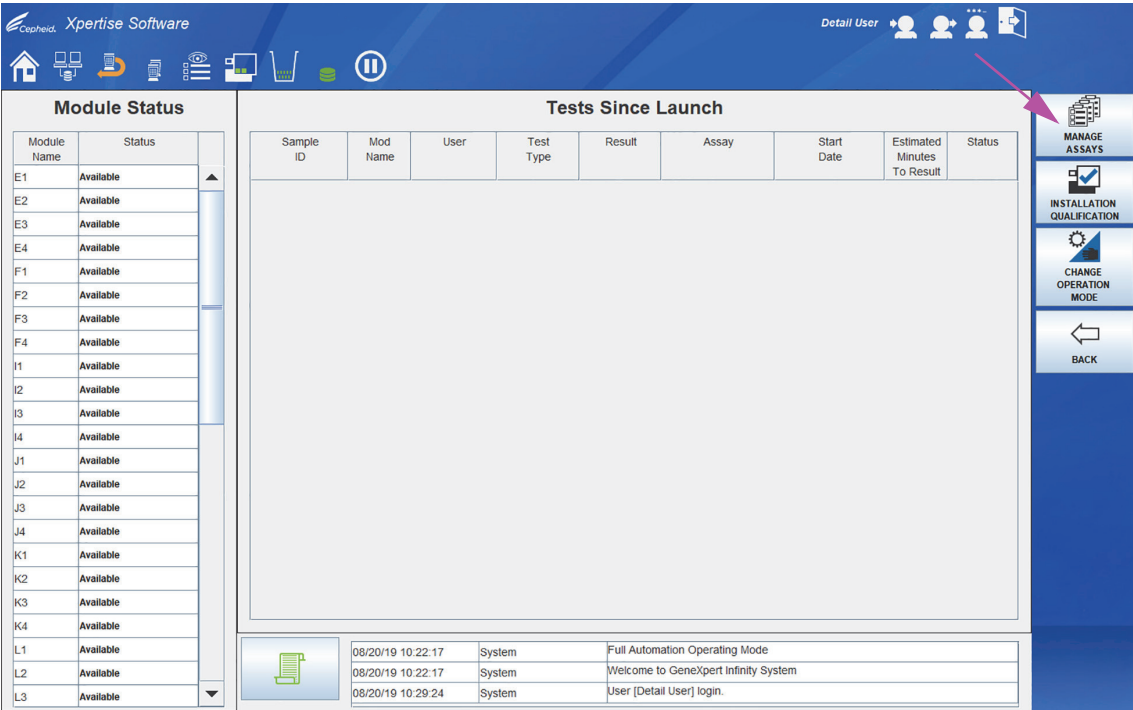 Cepheid. Xpertise Software
Detail User
Module Status
Module Name
Status
E1 Available
E2 Available
E3 Available
E4 Available
F1 Available
F2 Available
F3 Available
F4 Available
I1 Available
I2 Available
I3 Available
I4 Available
J1 Available
J2 Available
J3 Available
J4 Available
K1 Available
K2 Available
K3 Available
K4 Available
L1 Available
L2 Available
L3 Available
Tests Since Launch
Sample ID
Mod Name
User
Test Type
Result
Assay
Start Date
Estimated Minutes To Result
Status
08/20/19 10:22:17 System Full Automation Operating Mode
08/20/19 10:22:17 System Welcome to GeneXpert Infinity System
08/20/19 10:29:24 System User [Detail User] login.
MANAGE
ASSAYS
INSTALLATION
QUALIFICATION
CHANGE
OPERATION
MODE
BACK